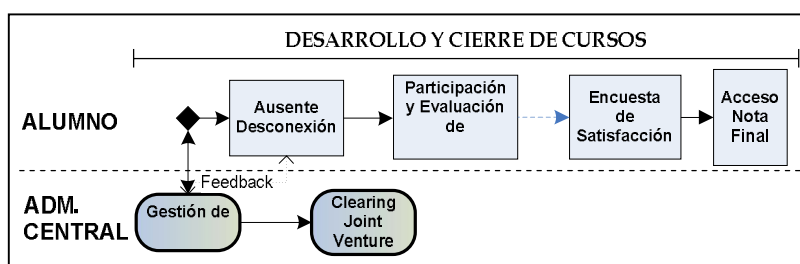 DESARROLLO Y CIERRE DE CURSOS
ALUMNO
Ausente
Desconexión
Participación
y Evaluación
de
Encuesta
de
Satisfacción
Acceso
Nota
Final
Feedback
ADM.
CENTRAL
Gestión de
Clearing
Joint
Venture